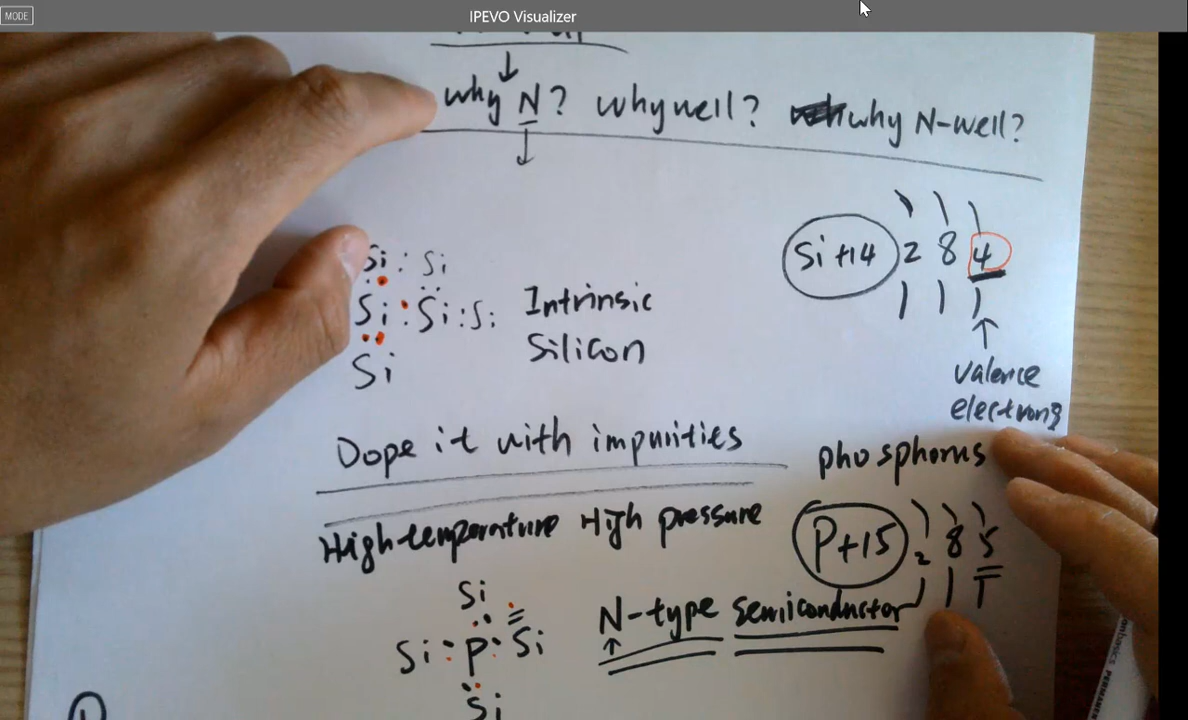 MODE
IPEVO Visualizer
why N? why well? why N-well?
Si : Si
Si : Si : Si
Si
Intrinsic
Silicon
Si +14 2 8 4
valence
electrons
Dope it with impurities
phosphorus
High-temperature High pressure
P+15 2 8 5
Si
Si : P : Si
Si
N-type semiconductor
PERMANENT